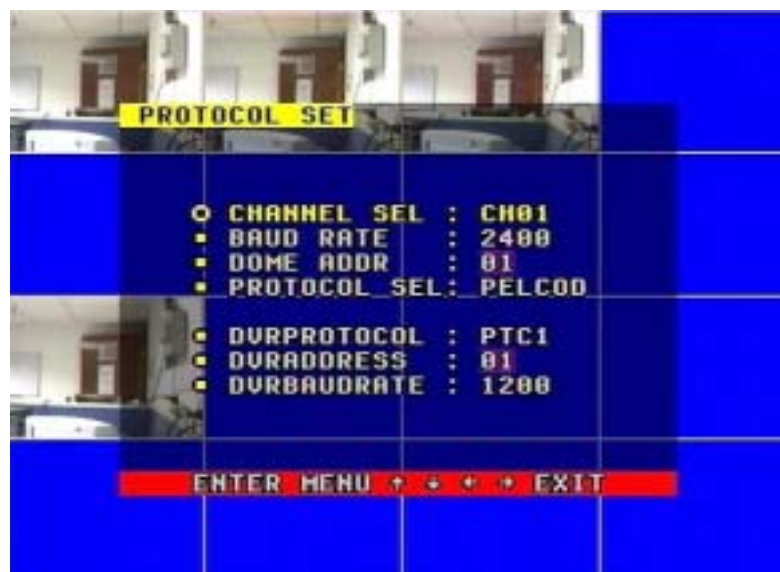 PROTOCOL SET
CHANNEL SEL : CH01
BAUD RATE : 2400
DOME ADDR : 01
PROTOCOL SEL: PELCOD
DVRPROTOCOL : PTC1
DVRADDRESS : 01
DVRBAUDRATE : 1200
ENTER MENU ↑ ↓ ← → EXIT